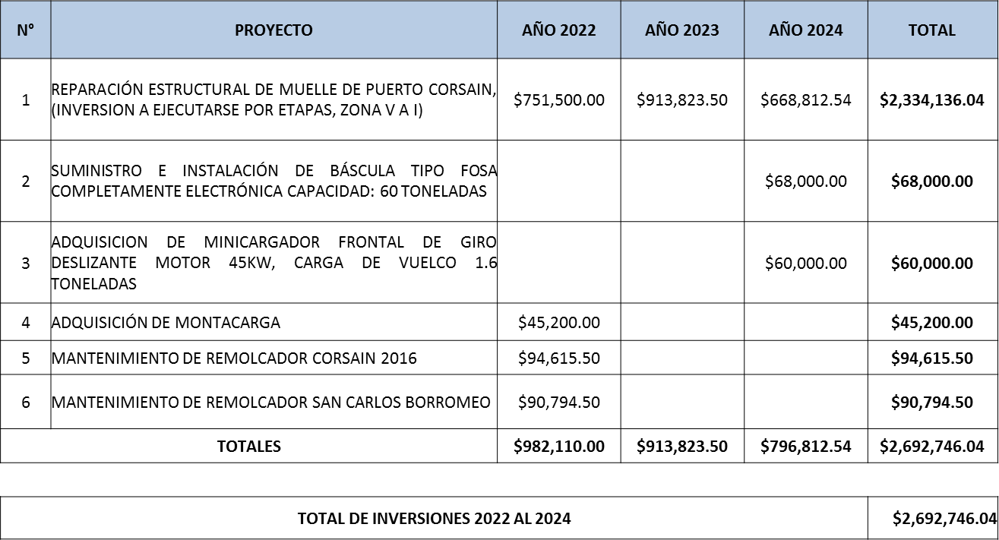 N° PROYECTO AÑO 2022 AÑO 2023 AÑO 2024 TOTAL
1 REPARACIÓN ESTRUCTURAL DE MUELLE DE PUERTO CORSAIN, (INVERSION A EJECUTARSE POR ETAPAS, ZONA V A I) $751,500.00 $913,823.50 $668,812.54 $2,334,136.04
2 SUMINISTRO E INSTALACIÓN DE BÁSCULA TIPO FOSA COMPLETAMENTE ELECTRÓNICA CAPACIDAD: 60 TONELADAS $68,000.00 $68,000.00
3 ADQUISICION DE MINICARGADOR FRONTAL DE GIRO DESLIZANTE MOTOR 45KW, CARGA DE VUELCO 1.6 TONELADAS $60,000.00 $60,000.00
4 ADQUISICIÓN DE MONTACARGA $45,200.00 $45,200.00
5 MANTENIMIENTO DE REMOLCADOR CORSAIN 2016 $94,615.50 $94,615.50
6 MANTENIMIENTO DE REMOLCADOR SAN CARLOS BORROMEO $90,794.50 $90,794.50
TOTALES $982,110.00 $913,823.50 $796,812.54 $2,692,746.04
TOTAL DE INVERSIONES 2022 AL 2024 $2,692,746.04